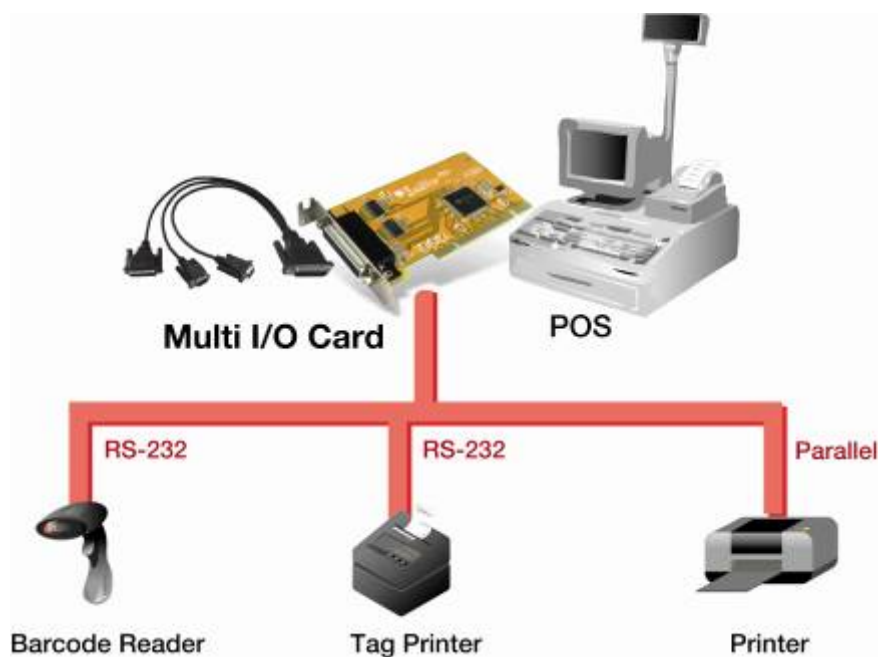 Multi I/O Card
POS
RS-232
RS-232
Parallel
Barcode Reader
Tag Printer
Printer